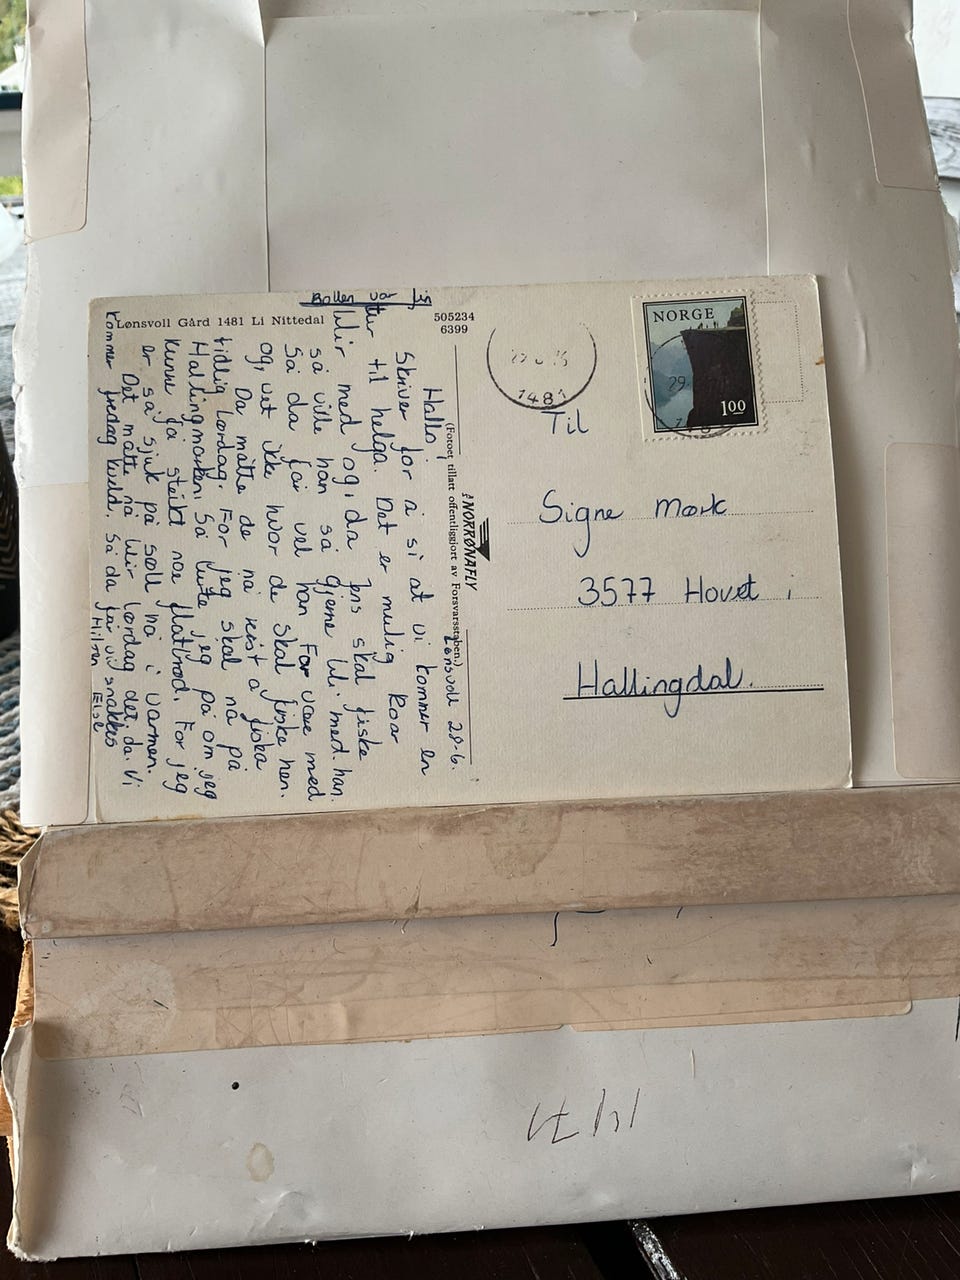 Ballen var fin
Lønsvoll Gård 1481 Li Nittedal
505234
6399
Lønsvoll 28-6.
Hallo
Skriver for å si at vi kommer en
tur til helga. Det er mulig Roar
blir med og, da Jens skal fiske
så ville han så gjerne bli med han.
Så da får vel han For være med
og, vet ikke hvor de skal fiske hen.
Da måtte de nå reist å fiska
tidlig lørdag. For jeg skal nå på
Hallingmarken. Så lurte jeg på om jeg
kunne få steikt noe flatbrød. For jeg
er så sjuk på søll nå i varmen.
Det måtte nå blir lørdag det da. Vi
kommer fredag kveld. Så da får vi snakkes
Hilsen Else
(Fotoet tillatt offentliggjort av Forsvarsstaben.)
NORRØNAFLY
NORGE
1⁰⁰
29
1481
Til
Signe Mørk
3577 Hovet i
Hallingdal.